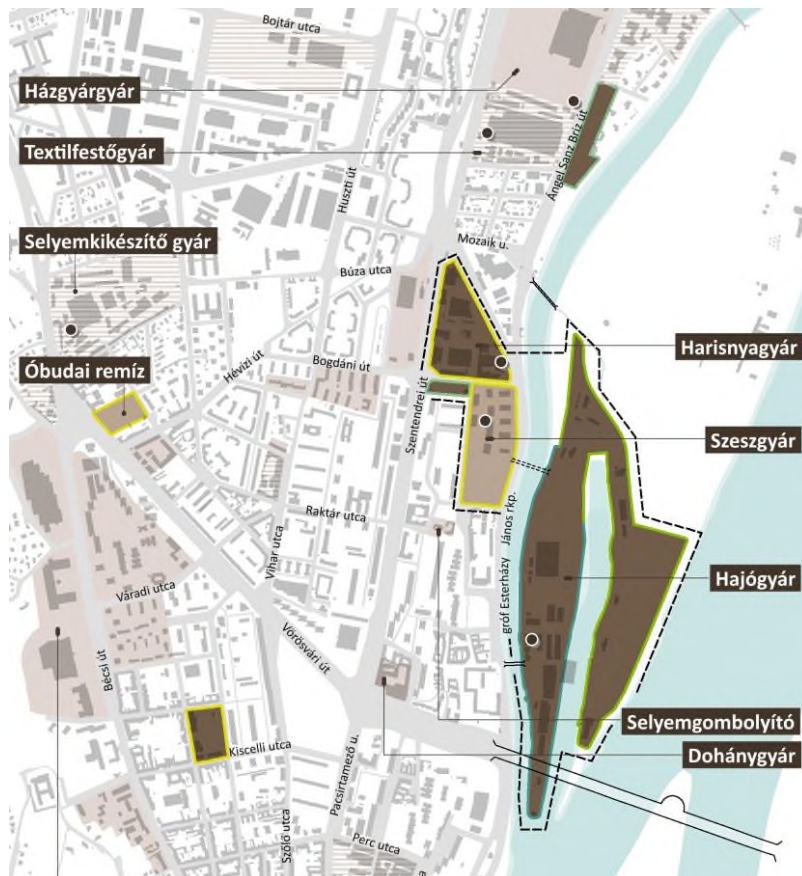 Bojtár utca
Házgyárgyár
Textilfestőgyár
Huszti út
Ángel Sanz Briz út
Selyemkikészítő gyár
Mozaik u.
Búza utca
Harisnyagyár
Óbudai remíz
Hévízi út
Bogdáni út
Szentendrei út
Szeszgyár
Raktár utca
Vihar utca
gróf Esterházy János rkp.
Hajógyár
Váradi utca
Vörösvári út
Bécsi út
Selyemgombolyító
Kiscelli utca
Dohánygyár
Pacsirtamező u.
Szőlő utca
Perc utca